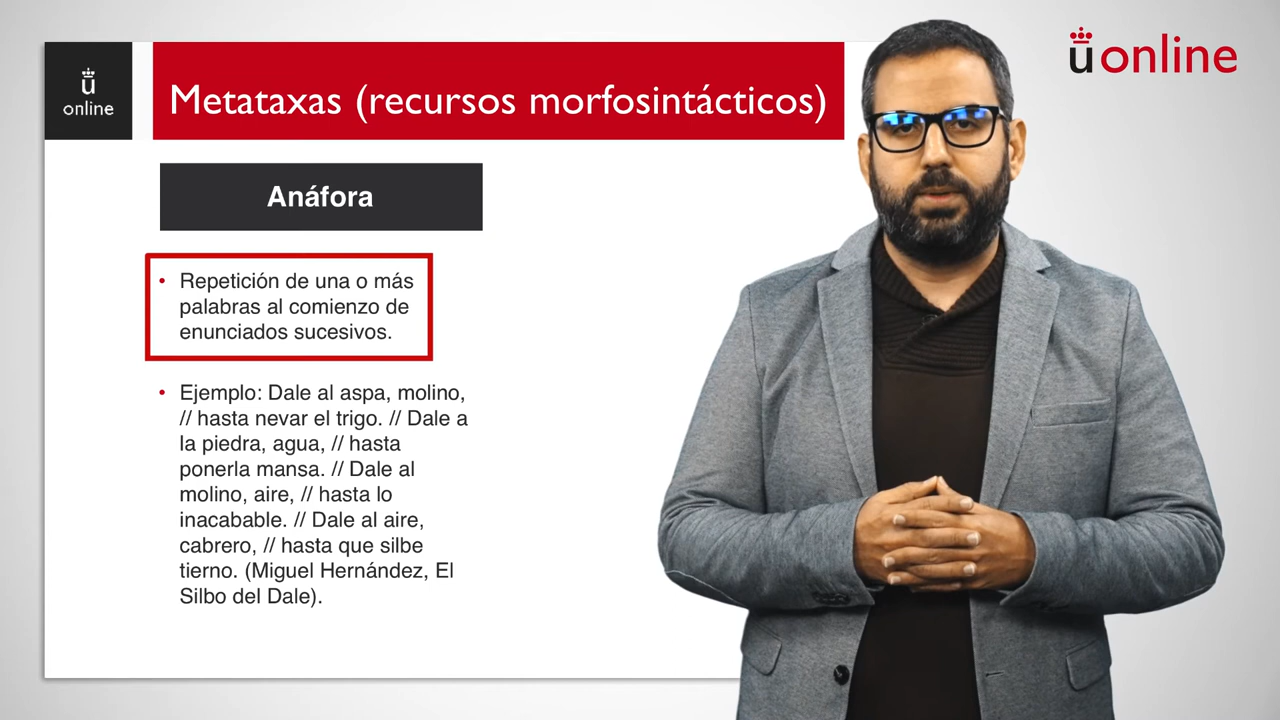 ü
online
Metataxas (recursos morfosintácticos)
üonline
Anáfora
• Repetición de una o más
palabras al comienzo de
enunciados sucesivos.
• Ejemplo: Dale al aspa, molino,
// hasta nevar el trigo. // Dale a
la piedra, agua, // hasta
ponerla mansa. // Dale al
molino, aire, // hasta lo
inacabable. // Dale al aire,
cabrero, // hasta que silbe
tierno. (Miguel Hernández, El
Silbo del Dale).